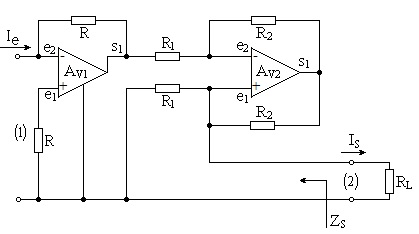 Ie
R
e2
s1
-
Av1
+
e1
(1)
R
R1
R1
R2
e2
s1
-
Av2
+
e1
R2
Is
(2)
RL
Zs